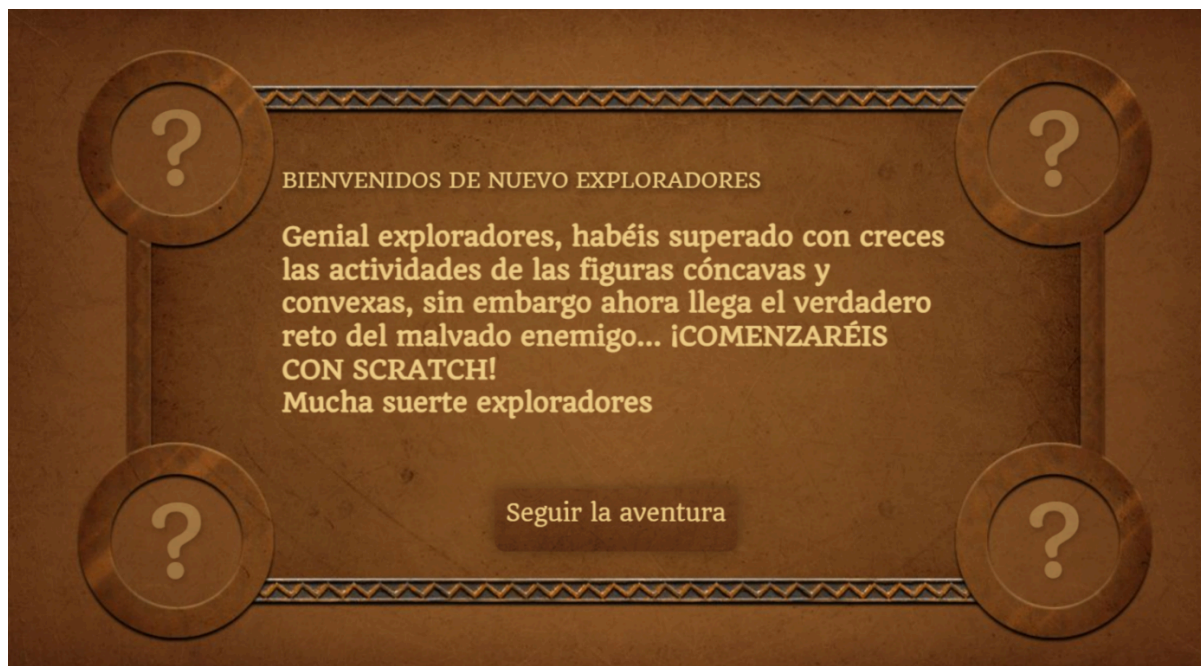 ?
?
BIENVENIDOS DE NUEVO EXPLORADORES
Genial exploradores, habéis superado con creces
las actividades de las figuras cóncavas y
convexas, sin embargo ahora llega el verdadero
reto del malvado enemigo... ¡COMENZARÉIS
CON SCRATCH!
Mucha suerte exploradores
Seguir la aventura
?
?